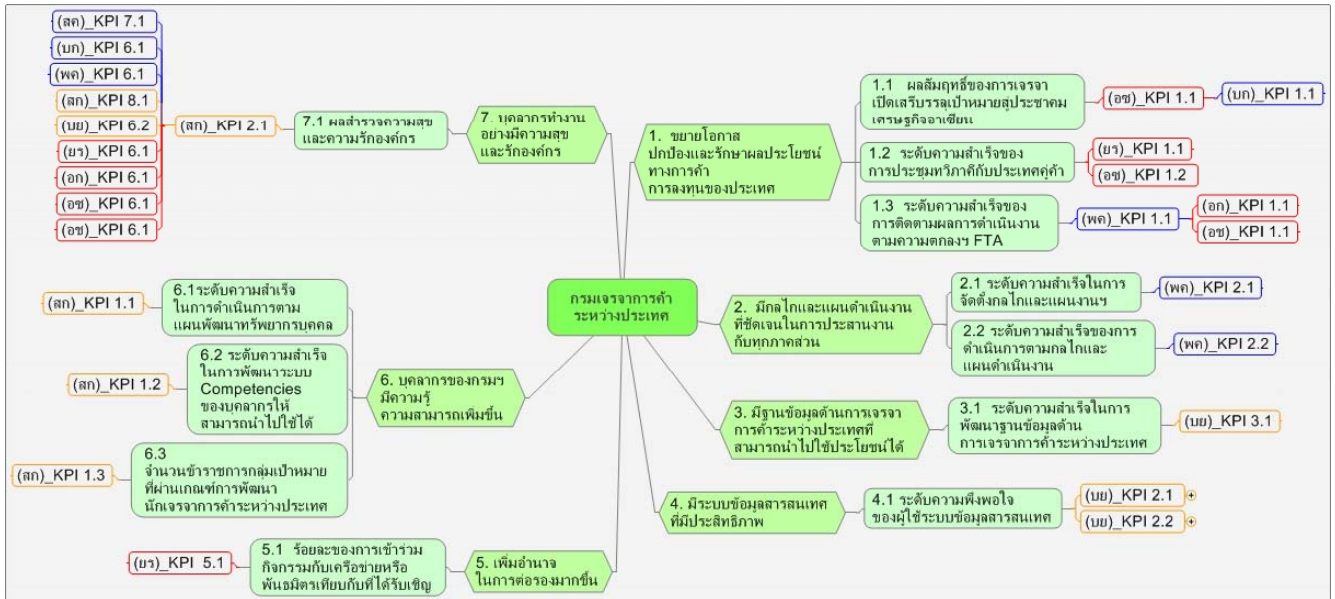 กรมเจรจาการค้า
ระหว่างประเทศ
1. ขยายโอกาส
ปกป้องและรักษาผลประโยชน์
ทางการค้า
การลงทุนของประเทศ
1.1 ผลสัมฤทธิ์ของการเจรจา
เปิดเสรีบรรลุเป้าหมายสู่ประชาคม
เศรษฐกิจอาเซียน
(อซ)_KPI 1.1
(บก)_KPI 1.1
1.2 ระดับความสำเร็จของ
การประชุมทวิภาคีกับประเทศคู่ค้า
(ยร)_KPI 1.1
(อซ)_KPI 1.2
1.3 ระดับความสำเร็จของ
การติดตามผลการดำเนินงาน
ตามความตกลงฯ FTA
(พค)_KPI 1.1
(อก)_KPI 1.1
(อช)_KPI 1.1
2. มีกลไกและแผนดำเนินงาน
ที่ชัดเจนในการประสานงาน
กับทุกภาคส่วน
2.1 ระดับความสำเร็จในการ
จัดตั้งกลไกและแผนงานฯ
(พค)_KPI 2.1
2.2 ระดับความสำเร็จของการ
ดำเนินการตามกลไกและ
แผนดำเนินงาน
(พค)_KPI 2.2
3. มีฐานข้อมูลด้านการเจรจา
การค้าระหว่างประเทศที่
สามารถนำไปใช้ประโยชน์ได้
3.1 ระดับความสำเร็จในการ
พัฒนาฐานข้อมูลด้าน
การเจรจาการค้าระหว่างประเทศ
(บย)_KPI 3.1
4. มีระบบข้อมูลสารสนเทศ
ที่มีประสิทธิภาพ
4.1 ระดับความพึงพอใจ
ของผู้ใช้ระบบข้อมูลสารสนเทศ
(บย)_KPI 2.1
(บย)_KPI 2.2
5. เพิ่มอำนาจ
ในการต่อรองมากขึ้น
5.1 ร้อยละของการเข้าร่วม
กิจกรรมกับเครือข่ายหรือ
พันธมิตรเทียบกับที่ได้รับเชิญ
(ยร)_KPI 5.1
6. บุคลากรของกรมฯ
มีความรู้
ความสามารถเพิ่มขึ้น
6.1ระดับความสำเร็จ
ในการดำเนินการตาม
แผนพัฒนาทรัพยากรบุคคล
(สก)_KPI 1.1
6.2 ระดับความสำเร็จ
ในการพัฒนาระบบ
Competencies
ของบุคลากรให้
สามารถนำไปใช้ได้
(สก)_KPI 1.2
6.3
จำนวนข้าราชการกลุ่มเป้าหมาย
ที่ผ่านเกณฑ์การพัฒนา
นักเจรจาการค้าระหว่างประเทศ
(สก)_KPI 1.3
7. บุคลากรทำงาน
อย่างมีความสุข
และรักองค์กร
7.1 ผลสำรวจความสุข
และความรักองค์กร
(สก)_KPI 2.1
(สค)_KPI 7.1
(บก)_KPI 6.1
(พค)_KPI 6.1
(สก)_KPI 8.1
(บย)_KPI 6.2
(ยร)_KPI 6.1
(อก)_KPI 6.1
(อซ)_KPI 6.1
(อช)_KPI 6.1